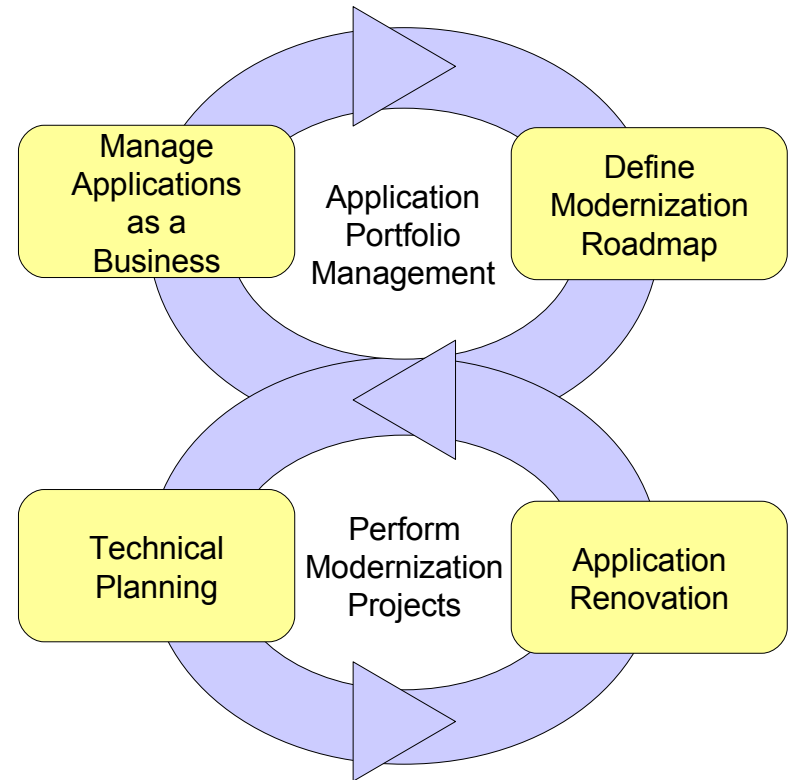 Manage
Applications
as a
Business
Application
Portfolio
Management
Define
Modernization
Roadmap
Technical
Planning
Perform
Modernization
Projects
Application
Renovation